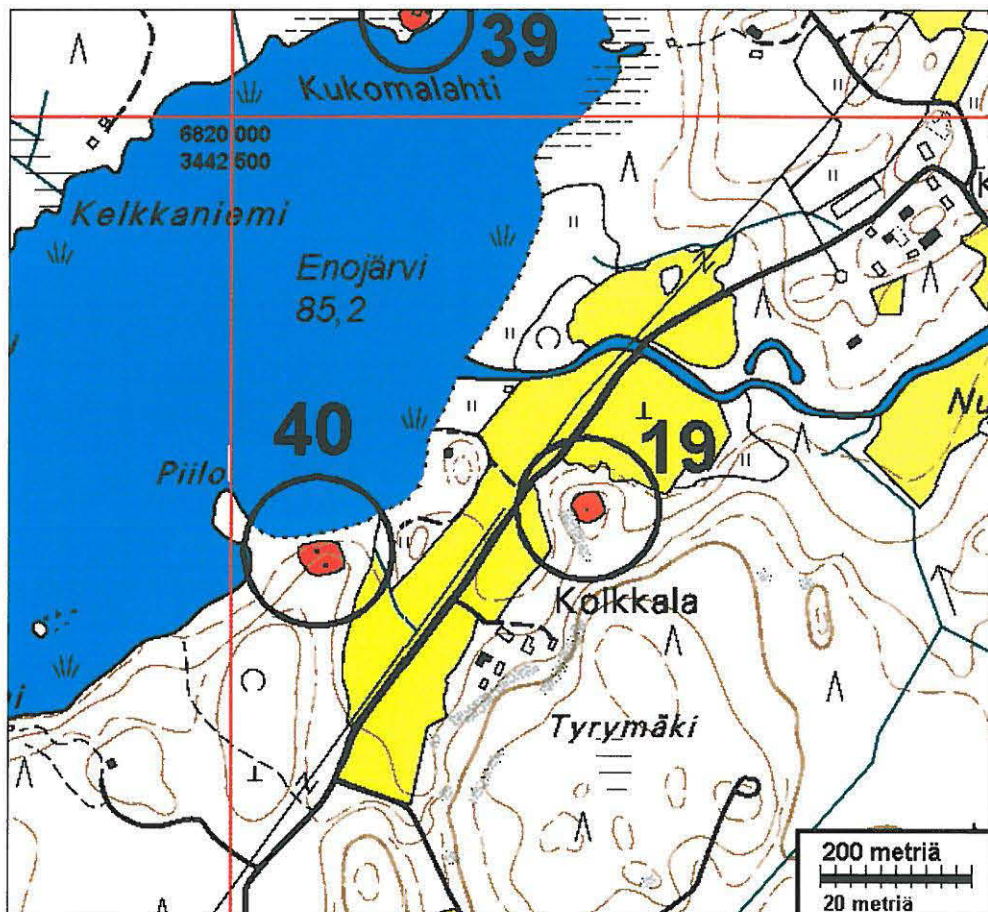 39
Kukomalahti
6820 000
3442 500
Kelkkaniemi
Enojärvi
85,2
40
19
Nu
Piilo
Kolkkala
Tyrymäki
200 metriä
20 metriä